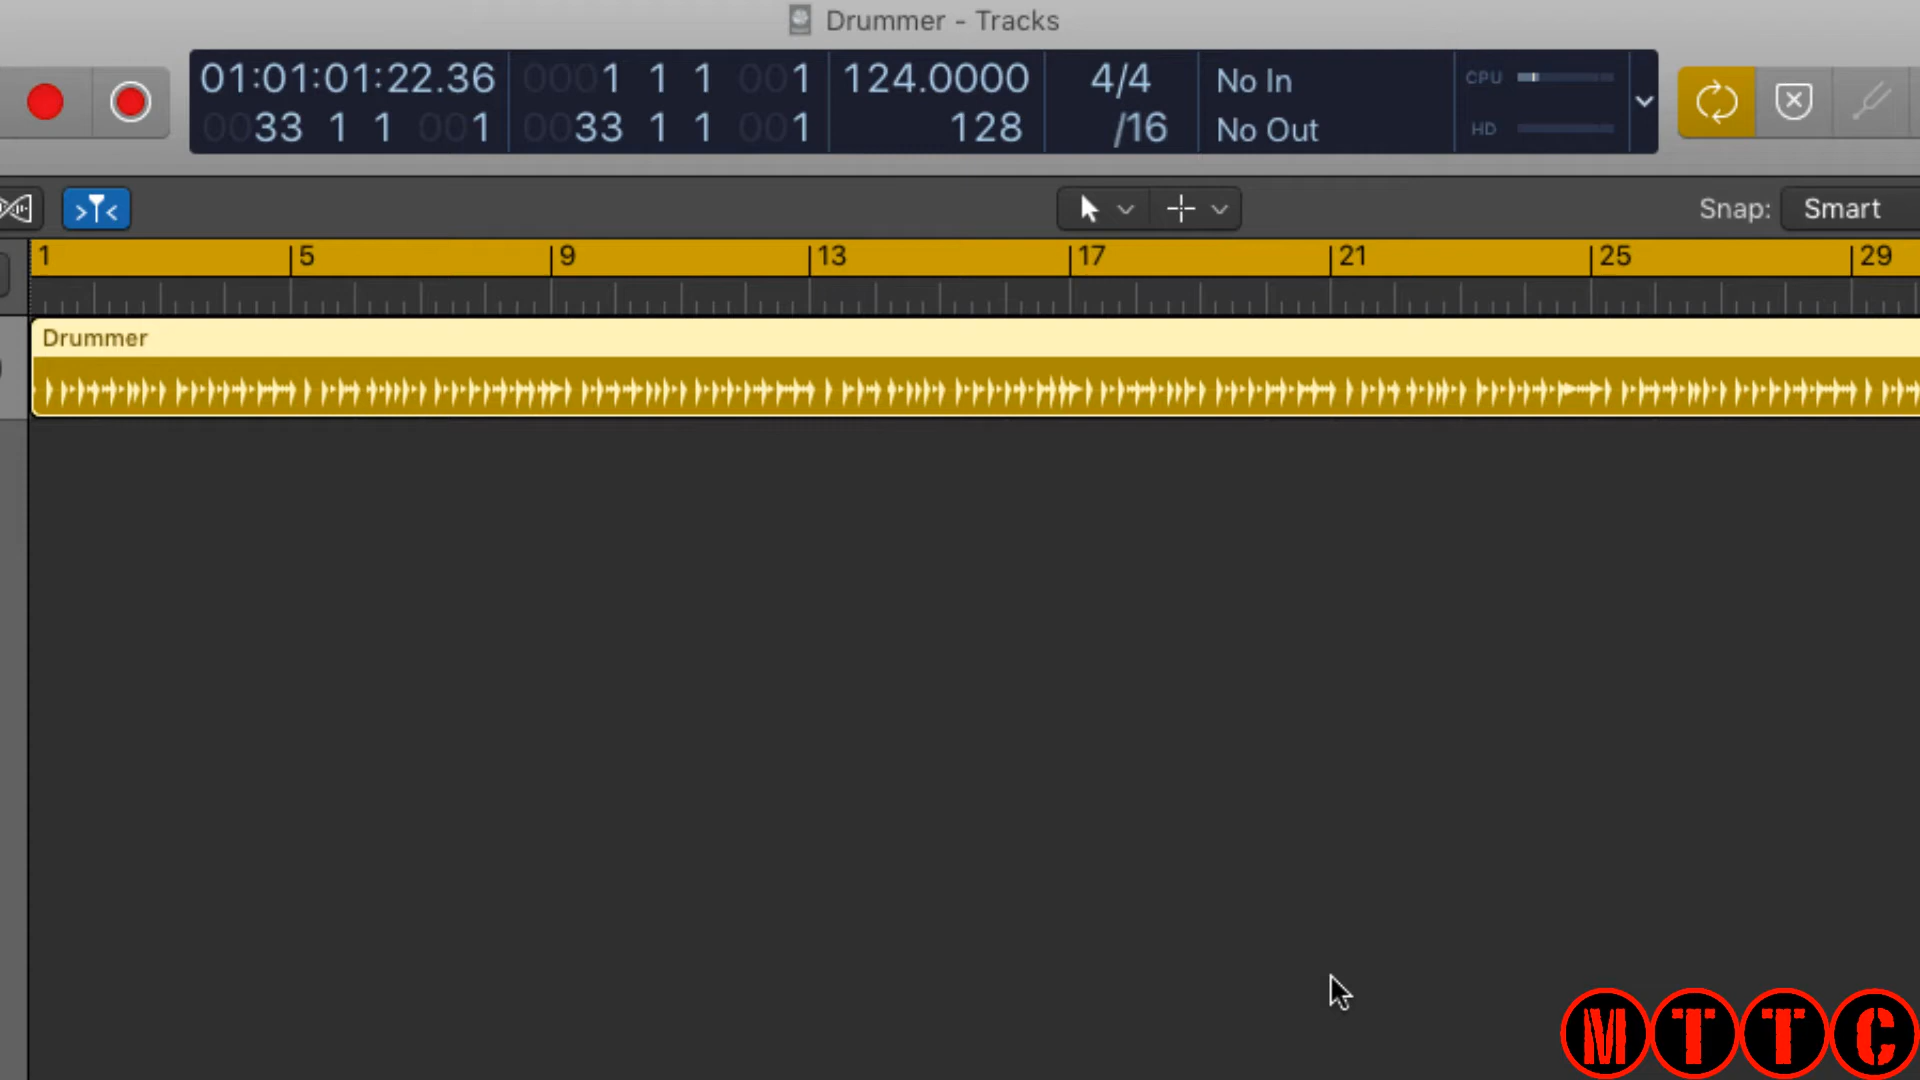 Drummer - Tracks
01:01:01:22.36 0001 1 1 001 124.0000 4/4 No In CPU
0033 1 1 001 0033 1 1 001 128 /16 No Out HD
Snap: Smart
1 5 9 13 17 21 25 29
Drummer
MTTC